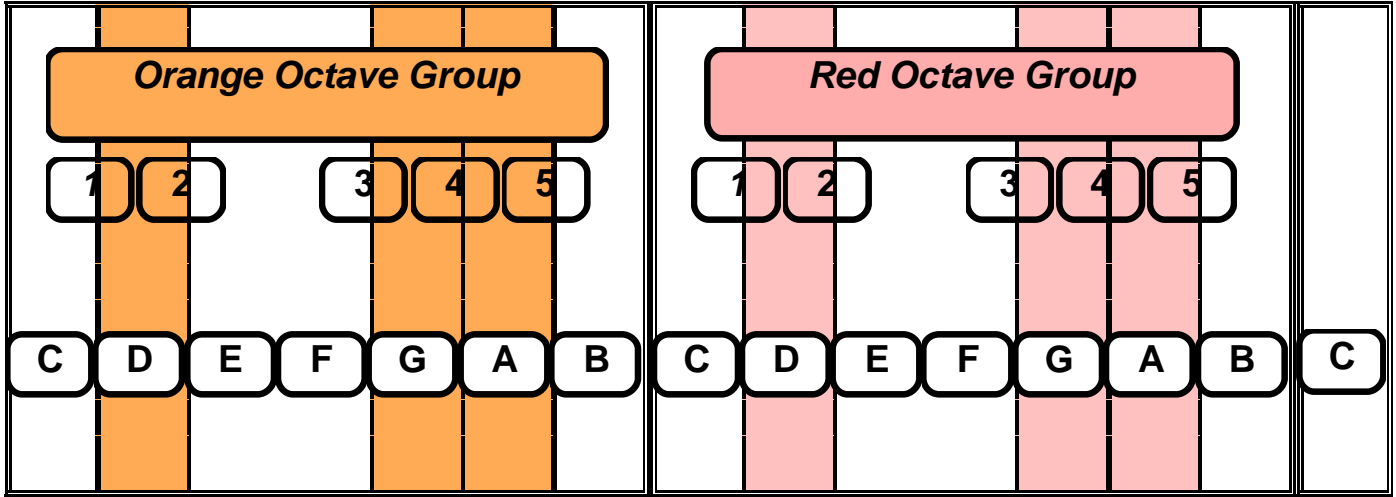 Orange Octave Group Red Octave Group
1 2 3 4 5 1 2 3 4 5
C D E F G A B C D E F G A B C